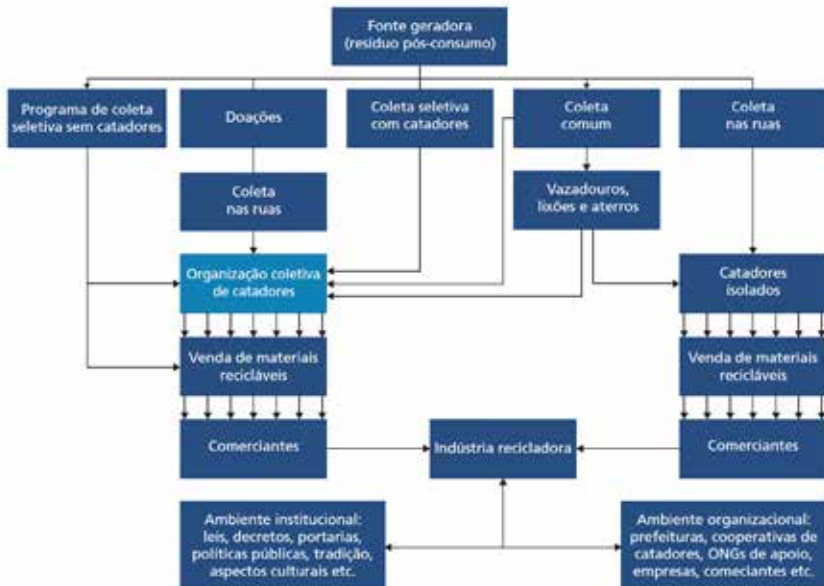 Fonte geradora
(resíduo pós-consumo)
Programa de coleta
seletiva sem catadores
Doações
Coleta seletiva
com catadores
Coleta
comum
Coleta
nas ruas
Coleta
nas ruas
Vazadouros,
lixões e aterros
Organização coletiva
de catadores
Catadores
isolados
Venda de materiais
recicláveis
Venda de materiais
recicláveis
Comerciantes
Indústria recicladora
Comerciantes
Ambiente institucional:
leis, decretos, portarias,
políticas públicas, tradição,
aspectos culturais etc.
Ambiente organizacional:
prefeituras, cooperativas de
catadores, ONGs de apoio,
empresas, comeciantes etc.